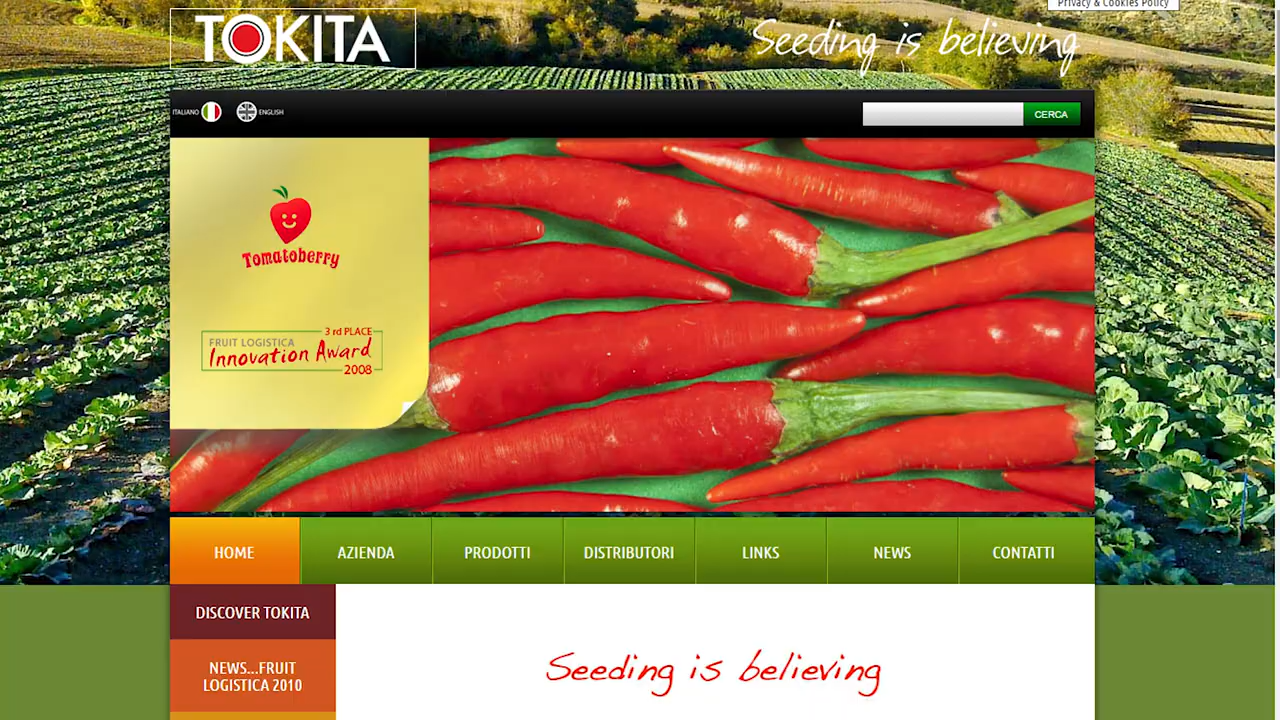 Privacy & Cookies Policy
TOKITA
Seeding is believing
ITALIANO
ENGLISH
CERCA
Tomatoberry
3 rd PLACE
FRUIT LOGISTICA
Innovation Award
2008
HOME
AZIENDA
PRODOTTI
DISTRIBUTORI
LINKS
NEWS
CONTATTI
DISCOVER TOKITA
NEWS...FRUIT
LOGISTICA 2010
Seeding is believing